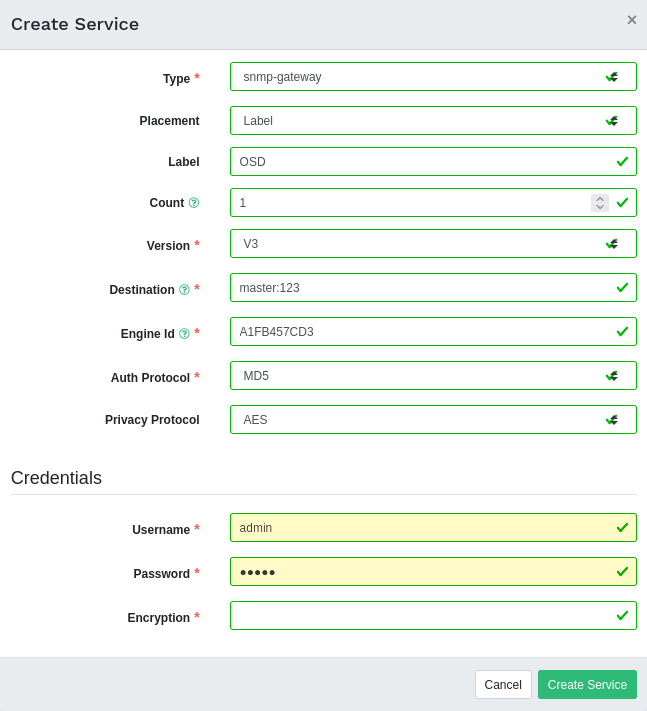 Create Service ×
Type * snmp-gateway
Placement Label
Label OSD
Count ? 1
Version * V3
Destination ? * master:123
Engine Id ? * A1FB457CD3
Auth Protocol * MD5
Privacy Protocol AES
Credentials
Username * admin
Password * •••••
Encryption *
Cancel Create Service